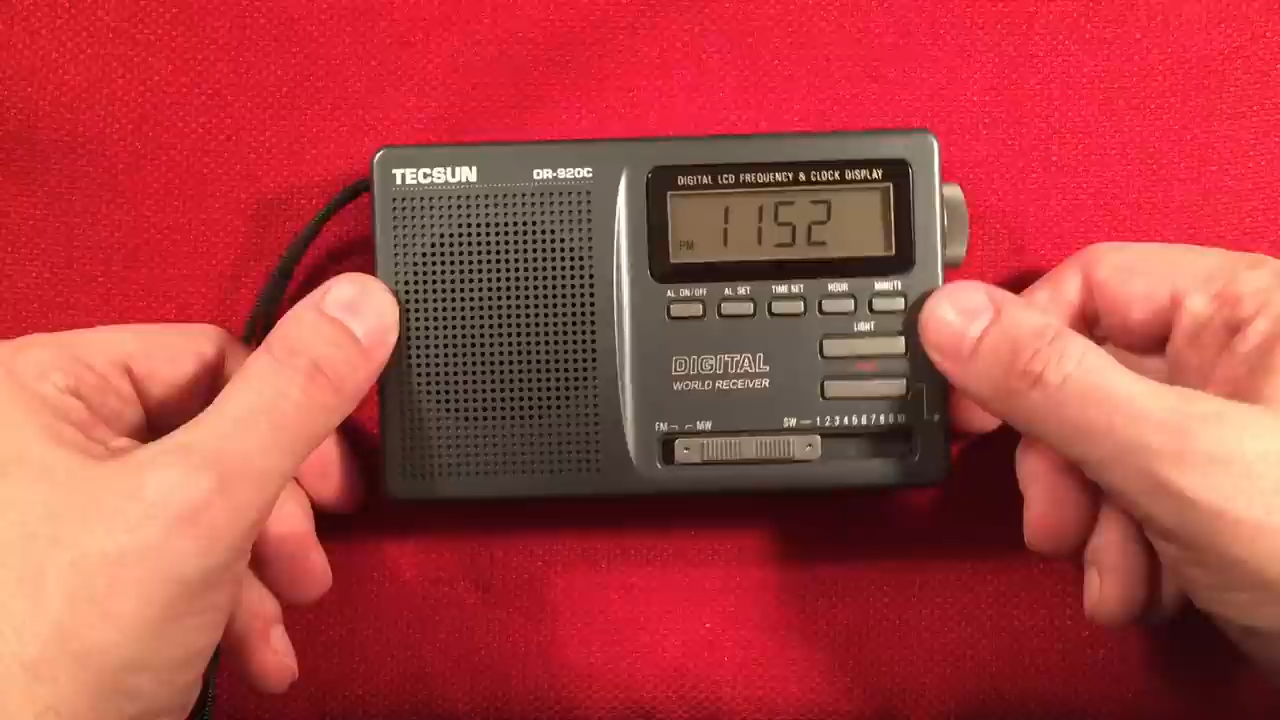 TECSUN DR-920C
DIGITAL LCD FREQUENCY & CLOCK DISPLAY
PM 1152
AL ON/OFF AL SET TIME SET HOUR MINUTE
LIGHT
DIGITAL
WORLD RECEIVER
FM MW SW 1 2 3 4 5 6 7 8 9 10